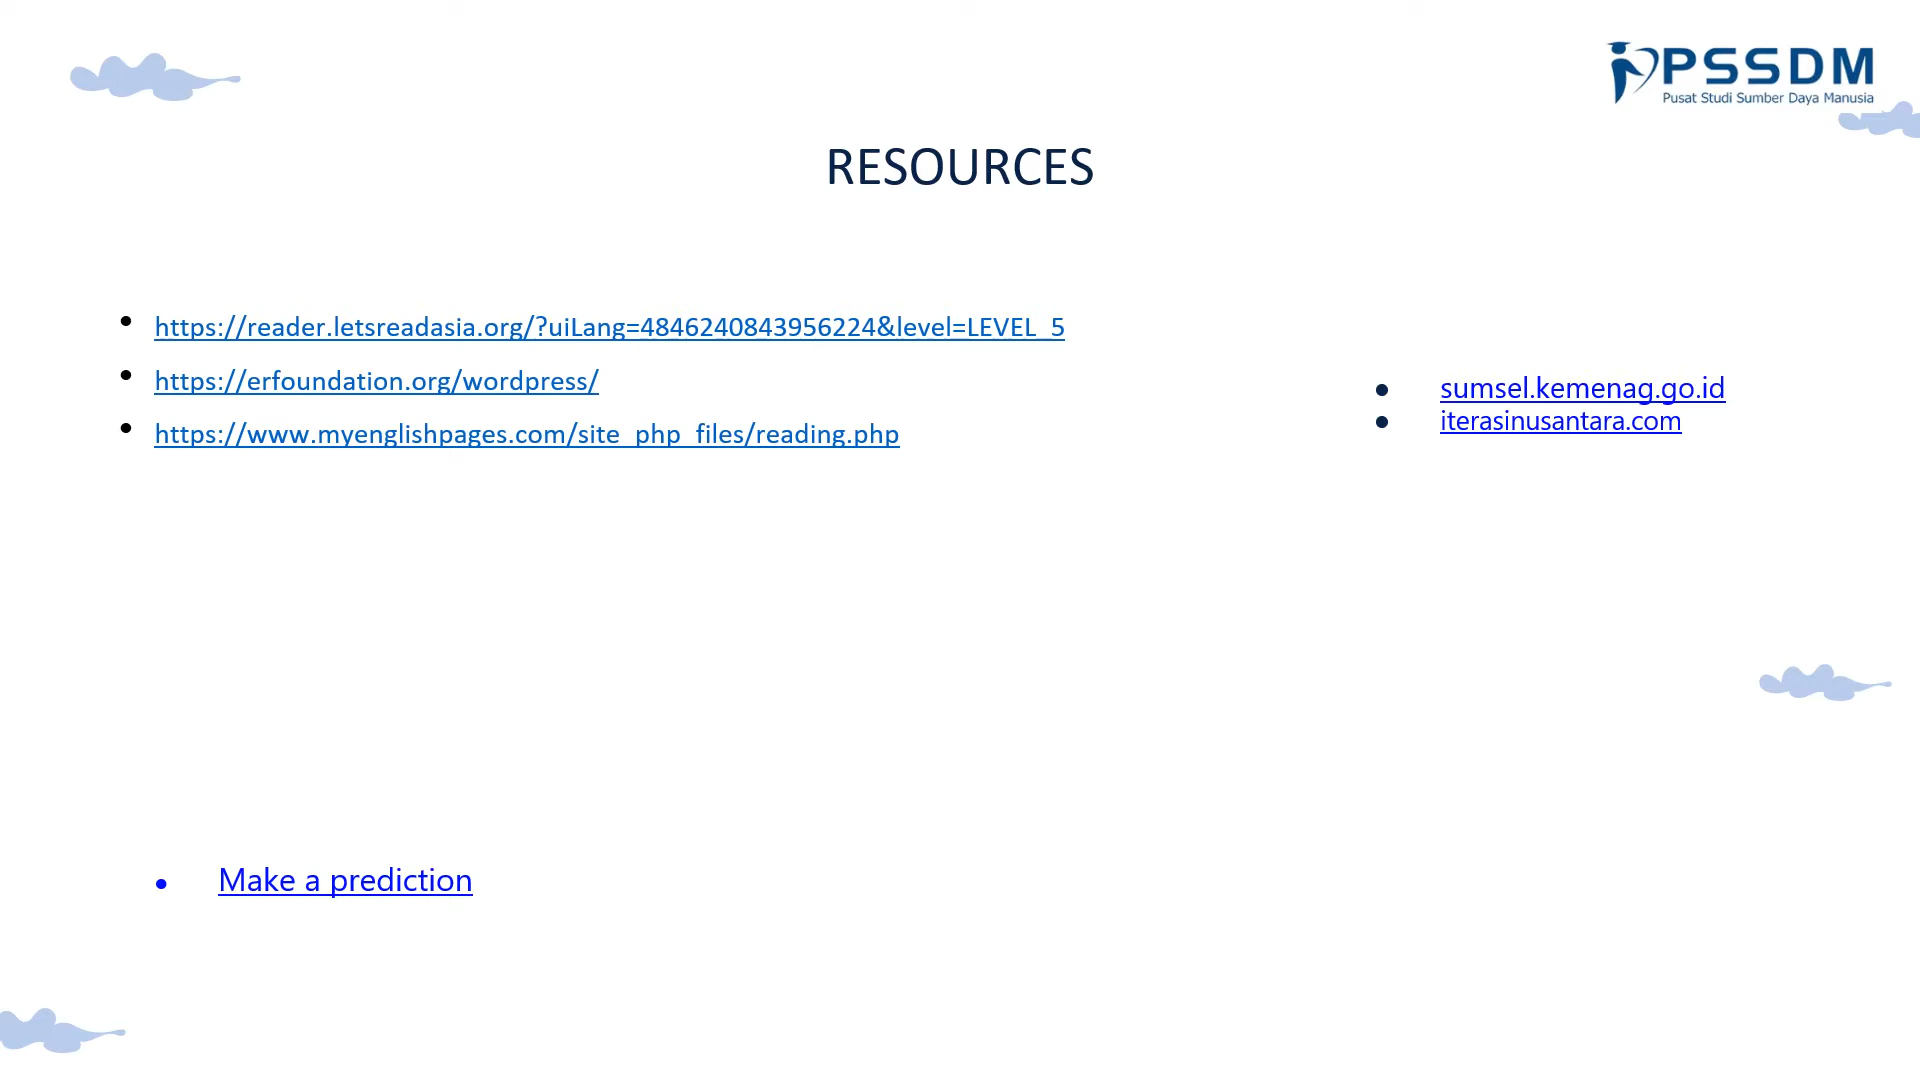 PSSDM
Pusat Studi Sumber Daya Manusia
RESOURCES
• https://reader.letsreadasia.org/?uiLang=4846240843956224&level=LEVEL_5
• https://erfoundation.org/wordpress/
• https://www.myenglishpages.com/site_php_files/reading.php
• sumsel.kemenag.go.id
• iterasinusantara.com
• Make a prediction